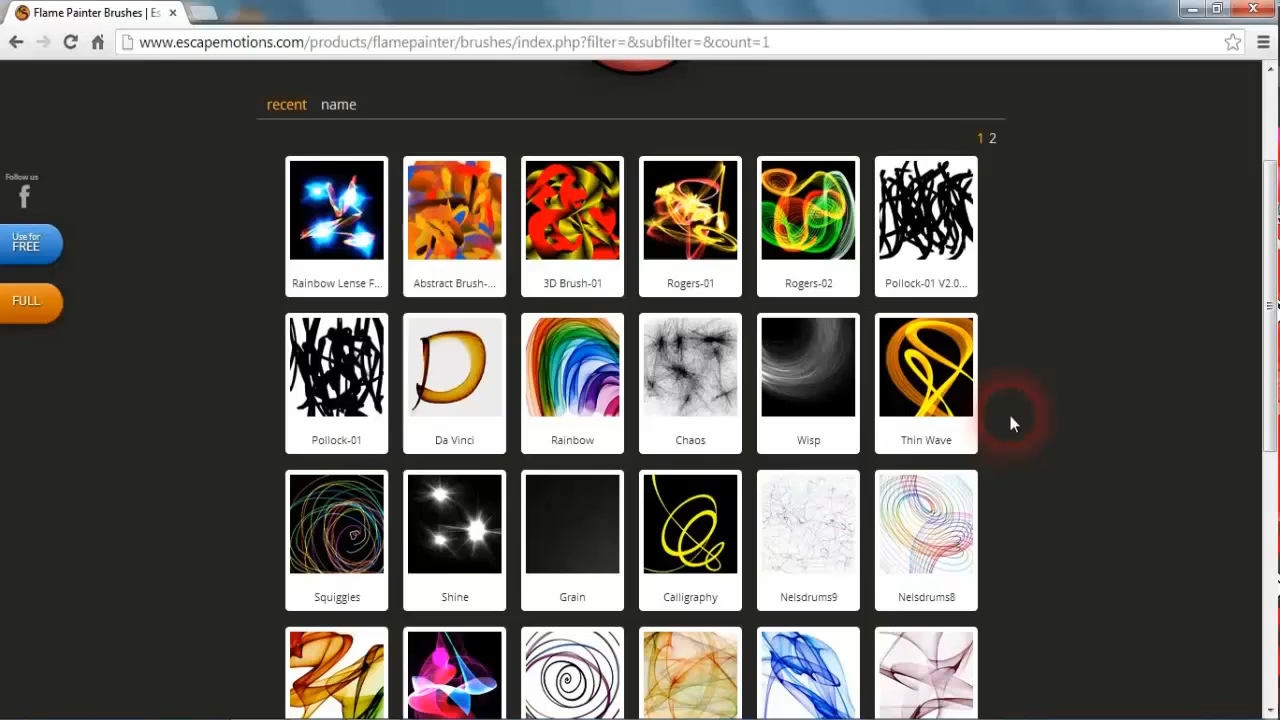 Flame Painter Brushes | Es
www.escapemotions.com/products/flamepainter/brushes/index.php?filter=&subfilter=&count=1
recent name
1 2
Follow us
Use for
FREE
FULL
Rainbow Lense F...
Abstract Brush-...
3D Brush-01
Rogers-01
Rogers-02
Pollock-01 V2.0...
Pollock-01
Da Vinci
Rainbow
Chaos
Wisp
Thin Wave
Squiggles
Shine
Grain
Calligraphy
Nelsdrums9
Nelsdrums8